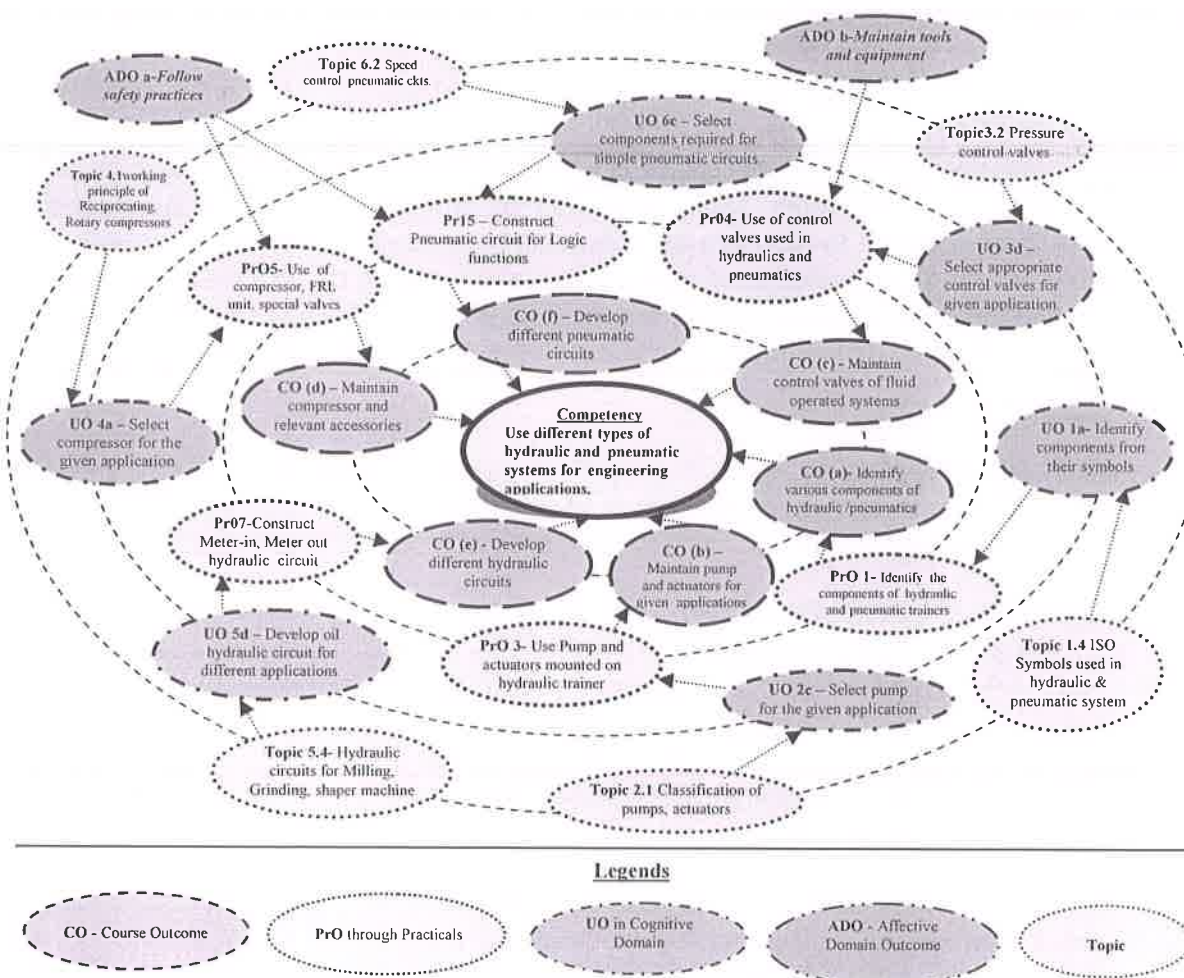 ADO a-Follow
safety practices
Topic 6.2 Speed
control pneumatic ckts.
ADO b-Maintain tools
and equipment
UO 6c – Select
components required for
simple pneumatic circuits
Topic3.2 Pressure
control valves
Topic 4.1working
principle of
Reciprocating,
Rotary compressors
Pr15 – Construct
Pneumatic circuit for Logic
functions
Pr04- Use of control
valves used in
hydraulics and
pneumatics
UO 3d –
Select appropriate
control valves for
given application
PrO5- Use of
compressor, FRL
unit, special valves
CO (f) – Develop
different pneumatic
circuits
CO (d) – Maintain
compressor and
relevant accessories
CO (c) - Maintain
control valves of fluid
operated systems
UO 4a – Select
compressor for the
given application
Competency
Use different types of
hydraulic and pneumatic
systems for engineering
applications.
UO 1a- Identify
components from
their symbols
CO (a)- Identify
various components of
hydraulic /pneumatics
Pr07-Construct
Meter-in, Meter out
hydraulic circuit
CO (e) - Develop
different hydraulic
circuits
CO (b) –
Maintain pump
and actuators for
given applications
PrO 1- Identify the
components of hydraulic
and pneumatic trainers
UO 5d – Develop oil
hydraulic circuit for
different applications
PrO 3- Use Pump and
actuators mounted on
hydraulic trainer
UO 2c – Select pump
for the given application
Topic 1.4 ISO
Symbols used in
hydraulic &
pneumatic system
Topic 5.4- Hydraulic
circuits for Milling,
Grinding, shaper machine
Topic 2.1 Classification of
pumps, actuators
Legends
CO - Course Outcome
PrO through Practicals
UO in Cognitive
Domain
ADO - Affective
Domain Outcome
Topic